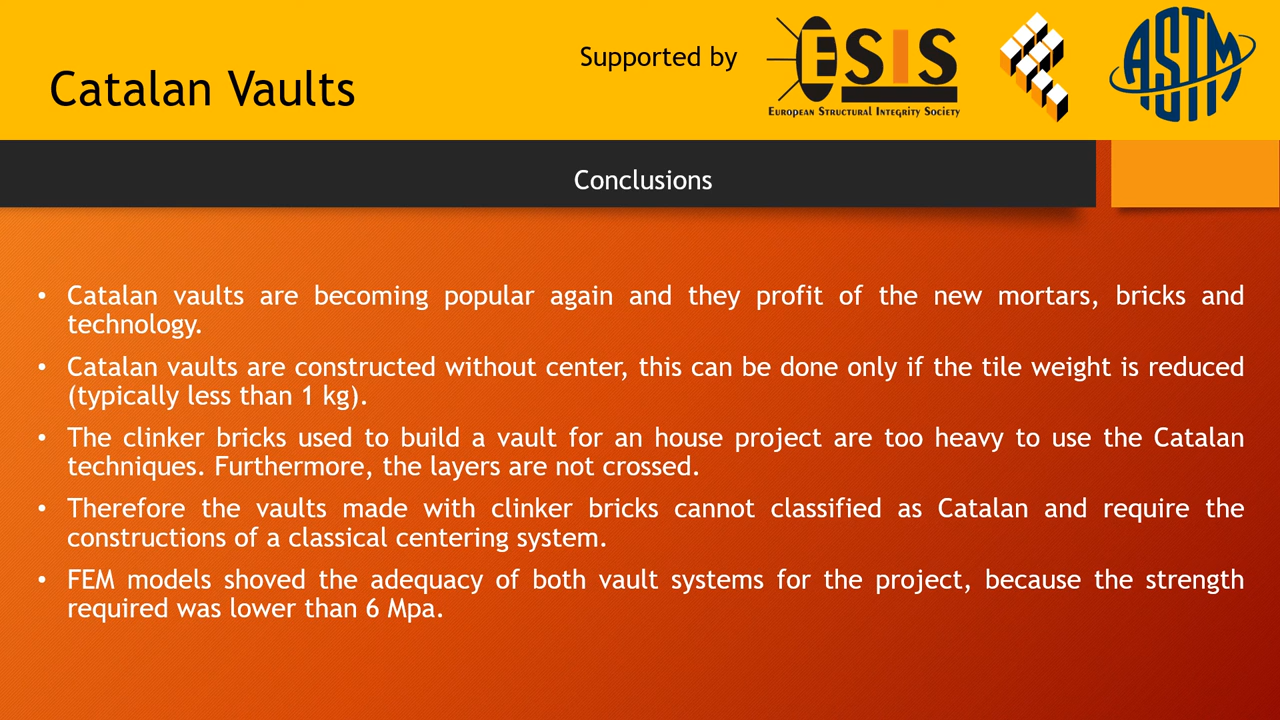 Catalan Vaults
Supported by
ESIS
European Structural Integrity Society
ASTM
Conclusions
• Catalan vaults are becoming popular again and they profit of the new mortars, bricks and
technology.
• Catalan vaults are constructed without center, this can be done only if the tile weight is reduced
(typically less than 1 kg).
• The clinker bricks used to build a vault for an house project are too heavy to use the Catalan
techniques. Furthermore, the layers are not crossed.
• Therefore the vaults made with clinker bricks cannot classified as Catalan and require the
constructions of a classical centering system.
• FEM models shoved the adequacy of both vault systems for the project, because the strength
required was lower than 6 Mpa.